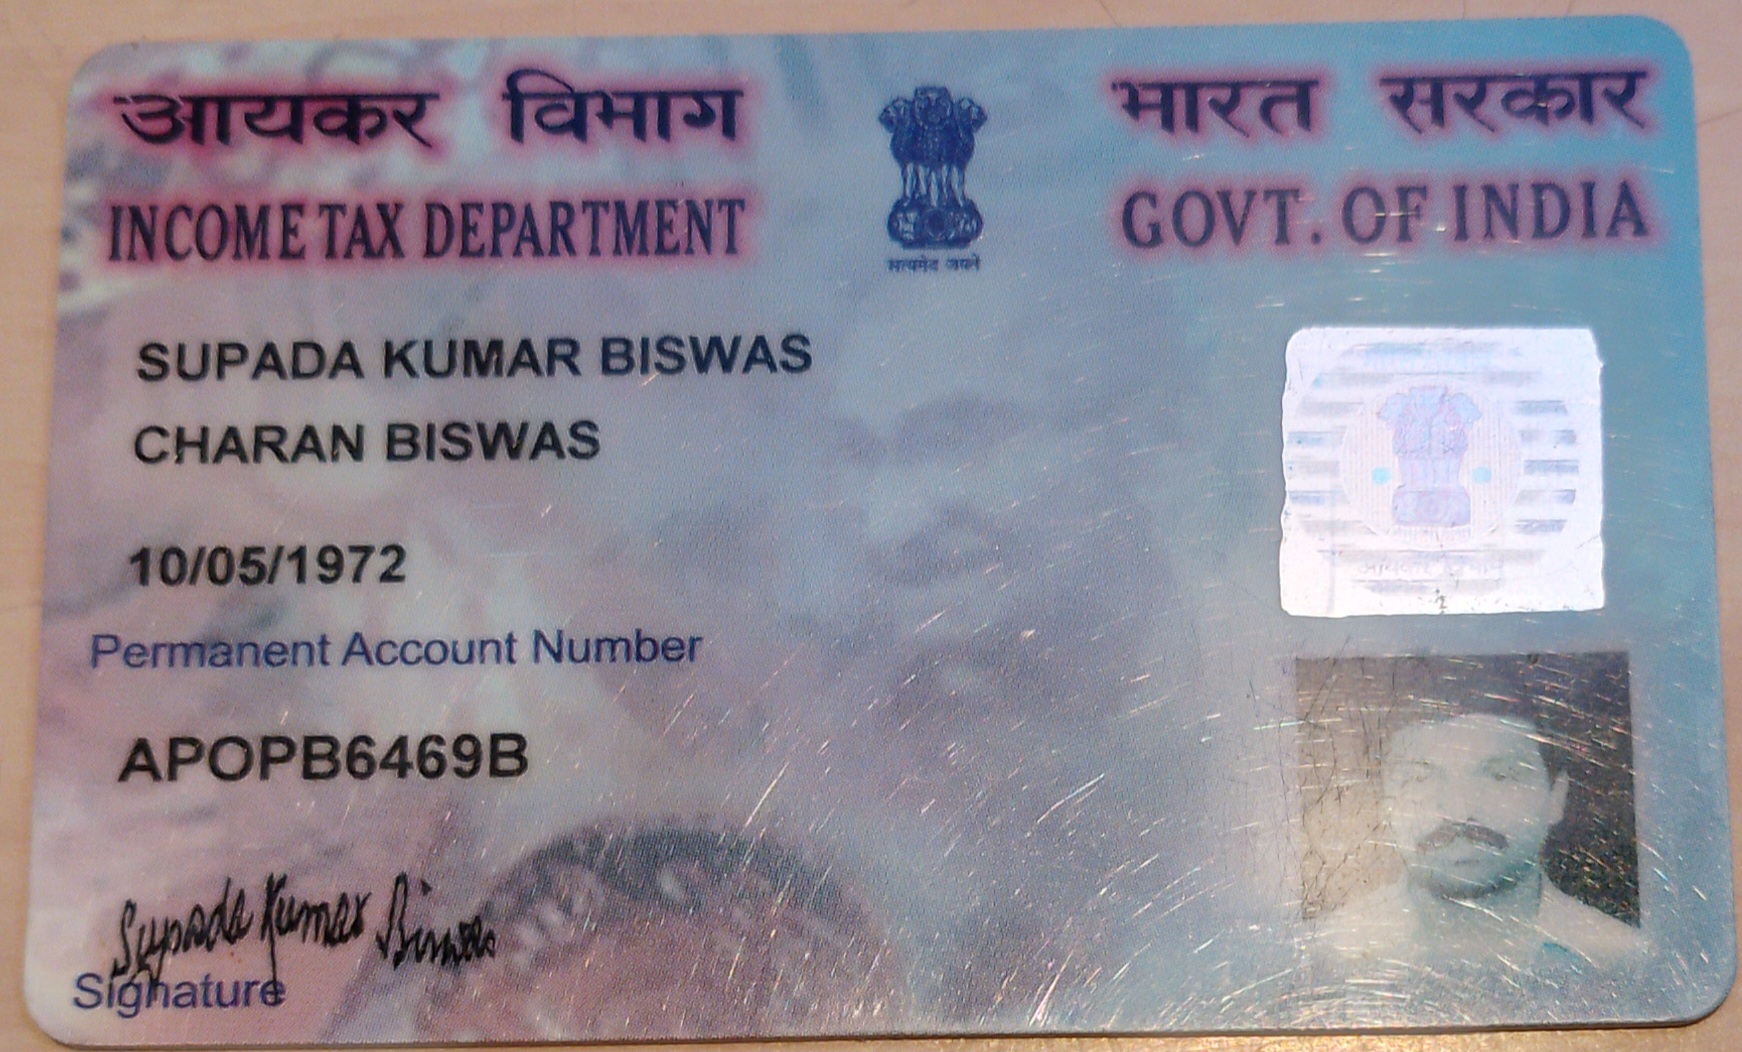 आयकर विभाग
INCOME TAX DEPARTMENT
सत्यमेव जयते
भारत सरकार
GOVT. OF INDIA
SUPADA KUMAR BISWAS
CHARAN BISWAS
10/05/1972
Permanent Account Number
APOPB6469B
Supada Kumar Biswas
Signature